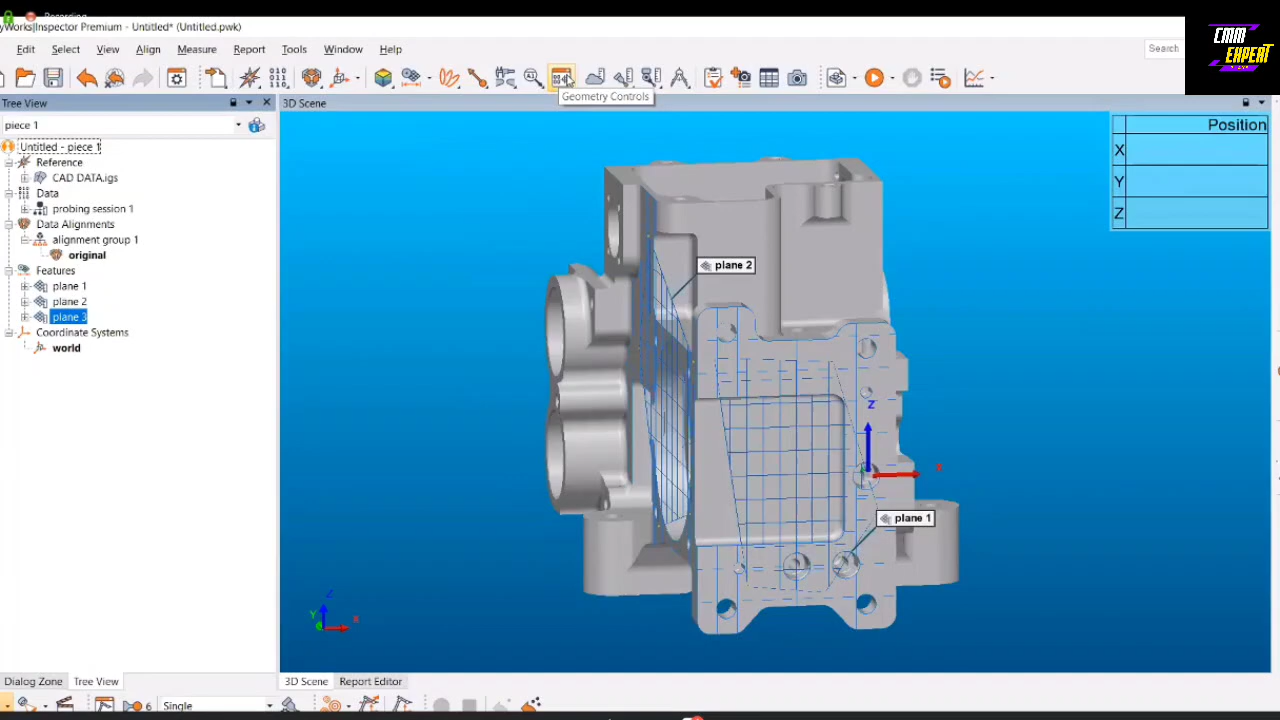 Recording
yWorks|Inspector Premium - Untitled* (Untitled.pwk)
Edit Select View Align Measure Report Tools Window Help
Search
CMM
EXPERT
Geometry Controls
Tree View
3D Scene
piece 1
Position
Untitled - piece 1
X
Reference
CAD DATA.igs
Y
Data
probing session 1
Z
Data Alignments
alignment group 1
original
Features
plane 1
plane 2
plane 3
Coordinate Systems
world
plane 2
Z
X
plane 1
Z
Y
X
Dialog Zone Tree View
3D Scene Report Editor
6 Single